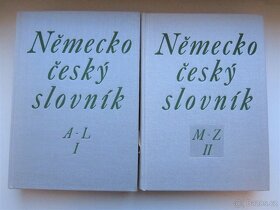 Německo
český
slovník
A-L
I
Německo
český
slovník
M-Z
II